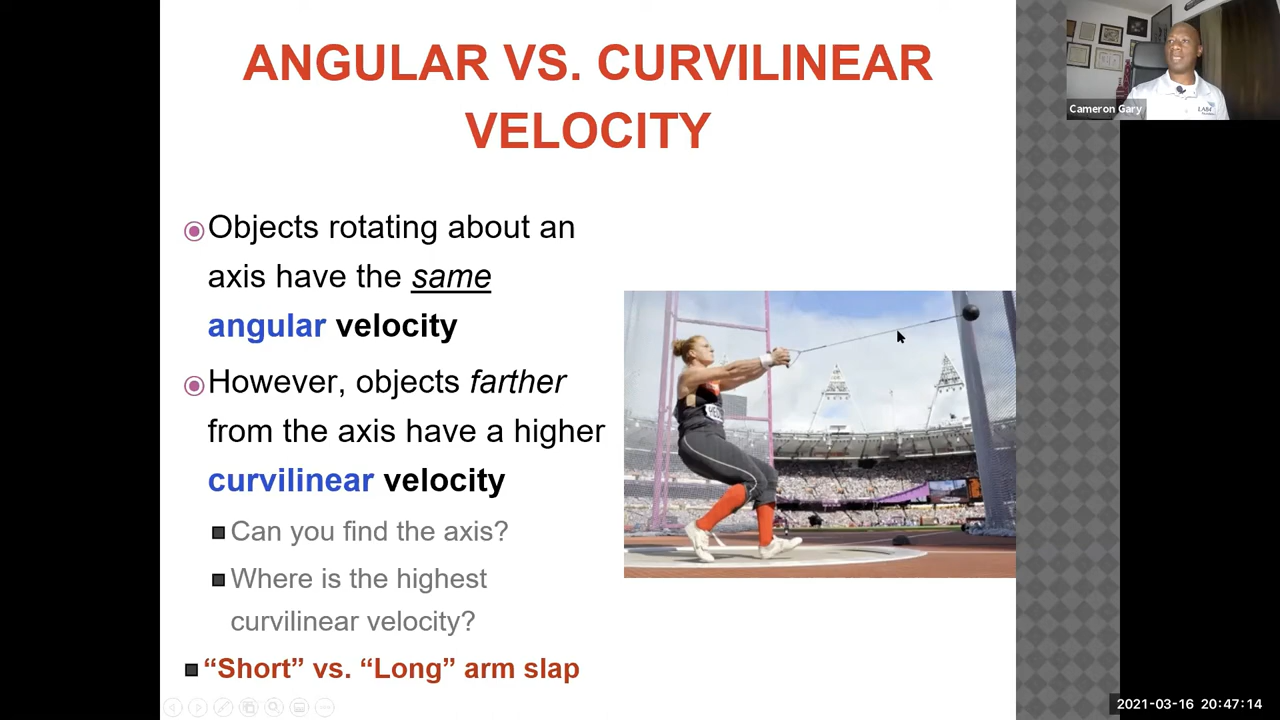 ANGULAR VS. CURVILINEAR
VELOCITY
Objects rotating about an
axis have the same
angular velocity
However, objects farther
from the axis have a higher
curvilinear velocity
Can you find the axis?
Where is the highest
curvilinear velocity?
“Short” vs. “Long” arm slap
Cameron Gary
2021-03-16 20:47:14